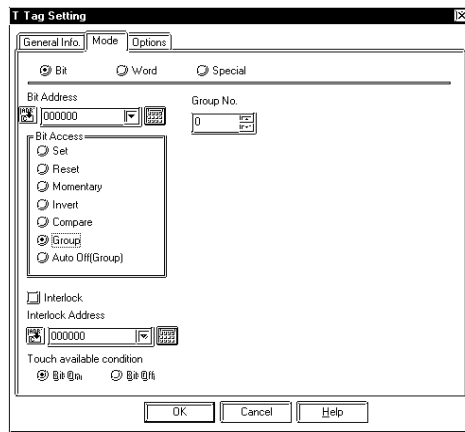 T Tag Setting
General Info. Mode Options
Bit Word Special
Bit Address
Group No.
000000
0
Bit Access
Set
Reset
Momentary
Invert
Compare
Group
Auto Off(Group)
Interlock
Interlock Address
000000
Touch available condition
Bit On Bit Off
OK Cancel Help